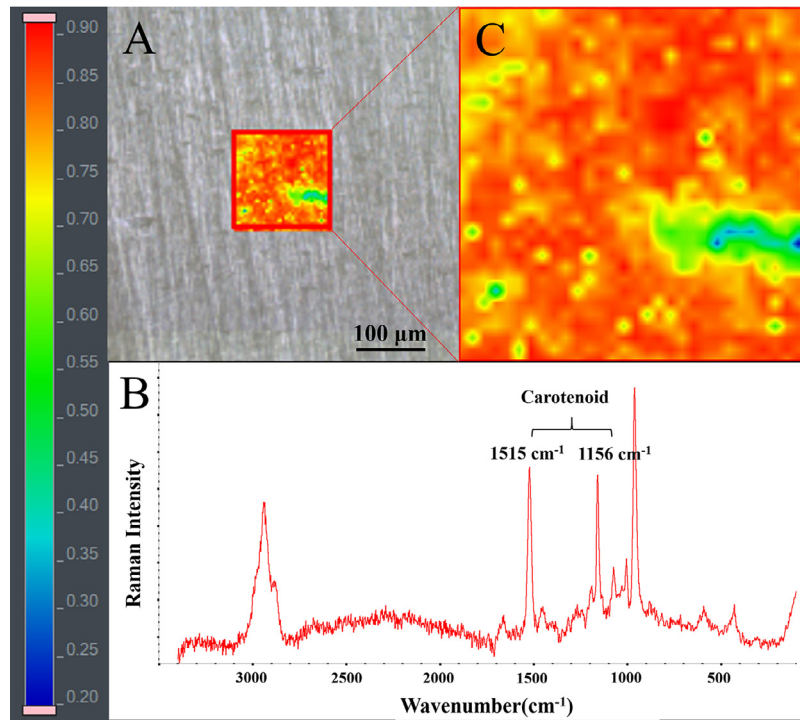 0.90
0.85
0.80
0.75
0.70
0.65
0.60
0.55
0.50
0.45
0.40
0.35
0.30
0.25
0.20
A
100 μm
C
B
Carotenoid
1515 cm-1 1156 cm-1
Raman Intensity
3000 2500 2000 1500 1000 500
Wavenumber(cm-1)